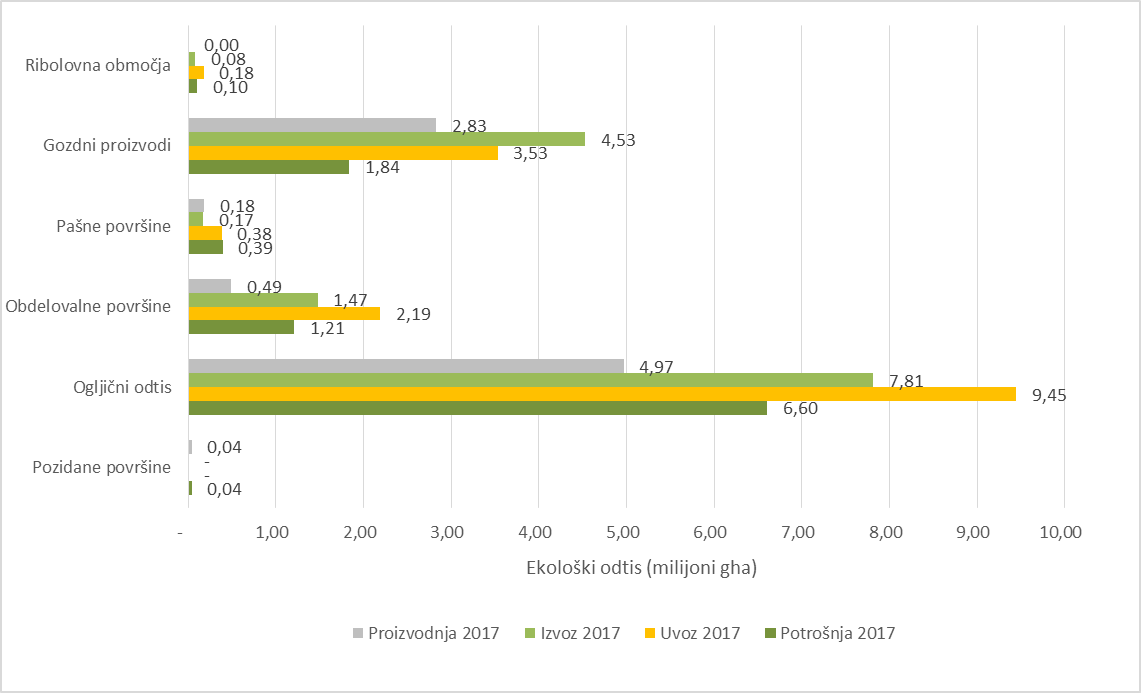 Ribolovna območja
0,00
0,08
0,18
0,10
Gozdni proizvodi
2,83
4,53
3,53
1,84
Pašne površine
0,18
0,17
0,38
0,39
Obdelovalne površine
0,49
1,47
2,19
1,21
Ogljični odtis
4,97
7,81
9,45
6,60
Pozidane površine
0,04
-
-
0,04
- 1,00 2,00 3,00 4,00 5,00 6,00 7,00 8,00 9,00 10,00
Ekološki odtis (milijoni gha)
Proizvodnja 2017 Izvoz 2017 Uvoz 2017 Potrošnja 2017